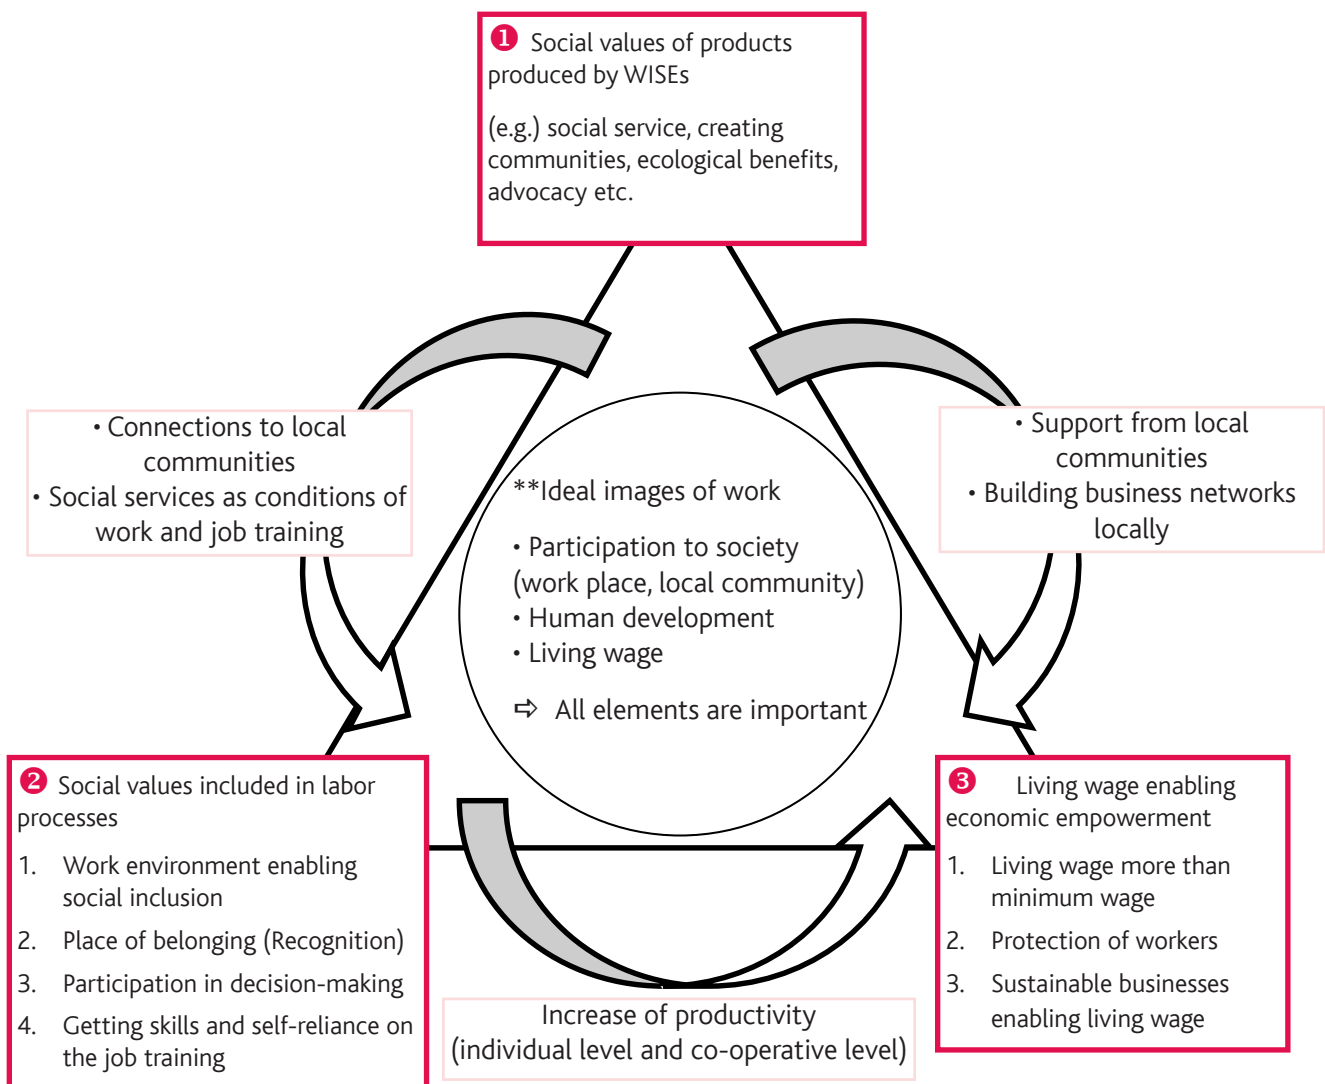 ❶ Social values of products
produced by WISEs
(e.g.) social service, creating
communities, ecological benefits,
advocacy etc.
• Connections to local
communities
• Social services as conditions of
work and job training
• Support from local
communities
• Building business networks
locally
**Ideal images of work
• Participation to society
(work place, local community)
• Human development
• Living wage
⇨ All elements are important
❷ Social values included in labor
processes
1. Work environment enabling
social inclusion
2. Place of belonging (Recognition)
3. Participation in decision-making
4. Getting skills and self-reliance on
the job training
❸ Living wage enabling
economic empowerment
1. Living wage more than
minimum wage
2. Protection of workers
3. Sustainable businesses
enabling living wage
Increase of productivity
(individual level and co-operative level)